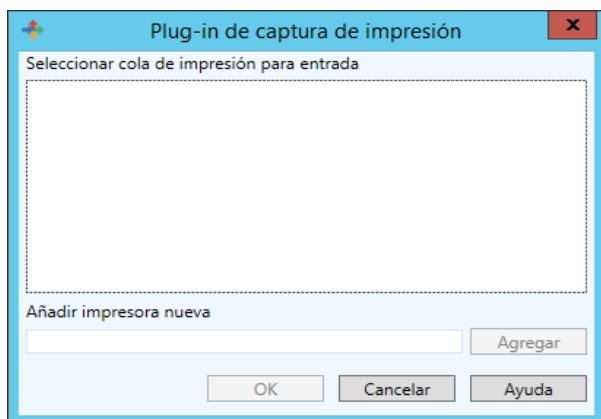 Plug-in de captura de impresión
x
Seleccionar cola de impresión para entrada
Añadir impresora nueva
Agregar
OK Cancelar Ayuda